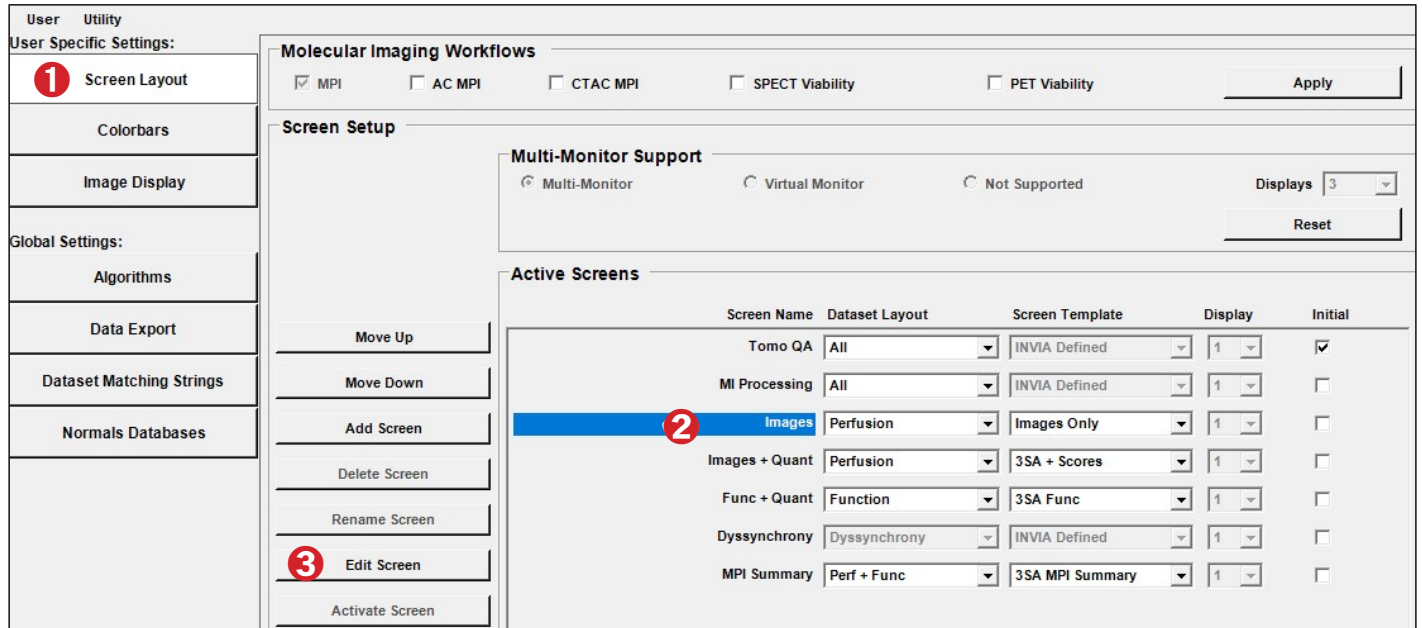 User Utility
User Specific Settings:
1 Screen Layout
Colorbars
Image Display
Global Settings:
Algorithms
Data Export
Dataset Matching Strings
Normals Databases
Molecular Imaging Workflows
MPI AC MPI CTAC MPI SPECT Viability PET Viability Apply
Screen Setup
Multi-Monitor Support
Multi-Monitor Virtual Monitor Not Supported Displays 3
Reset
Move Up
Move Down
Add Screen
Delete Screen
Rename Screen
3 Edit Screen
Activate Screen
Active Screens
Screen Name Dataset Layout Screen Template Display Initial
Tomo QA All INVIA Defined 1
MI Processing All INVIA Defined 1
2 Images Perfusion Images Only 1
Images + Quant Perfusion 3SA + Scores 1
Func + Quant Function 3SA Func 1
Dyssynchrony Dyssynchrony INVIA Defined 1
MPI Summary Perf + Func 3SA MPI Summary 1